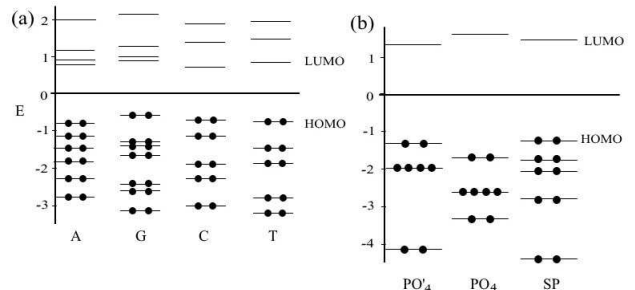 (a)
2
1
LUMO
0
E
HOMO
-1
-2
-3
A G C T
(b)
LUMO
1
0
HOMO
-1
-2
-3
-4
PO'4 PO4 SP